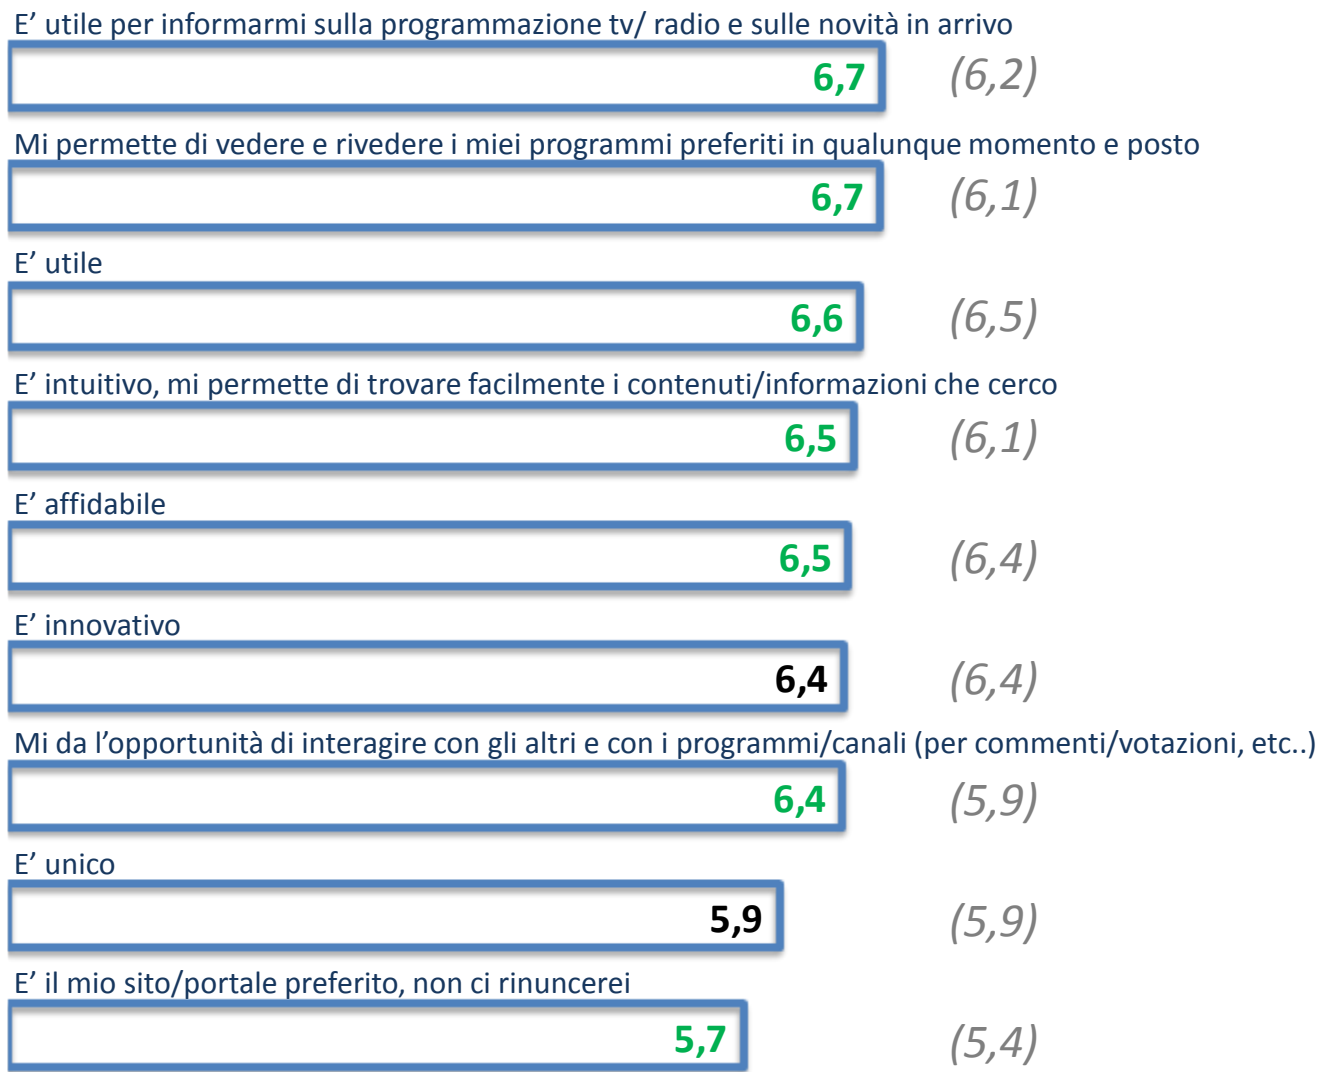 E’ utile per informarmi sulla programmazione tv/ radio e sulle novità in arrivo
6,7 (6,2)
Mi permette di vedere e rivedere i miei programmi preferiti in qualunque momento e posto
6,7 (6,1)
E’ utile
6,6 (6,5)
E’ intuitivo, mi permette di trovare facilmente i contenuti/informazioni che cerco
6,5 (6,1)
E’ affidabile
6,5 (6,4)
E’ innovativo
6,4 (6,4)
Mi da l’opportunità di interagire con gli altri e con i programmi/canali (per commenti/votazioni, etc..)
6,4 (5,9)
E’ unico
5,9 (5,9)
E’ il mio sito/portale preferito, non ci rinuncerei
5,7 (5,4)